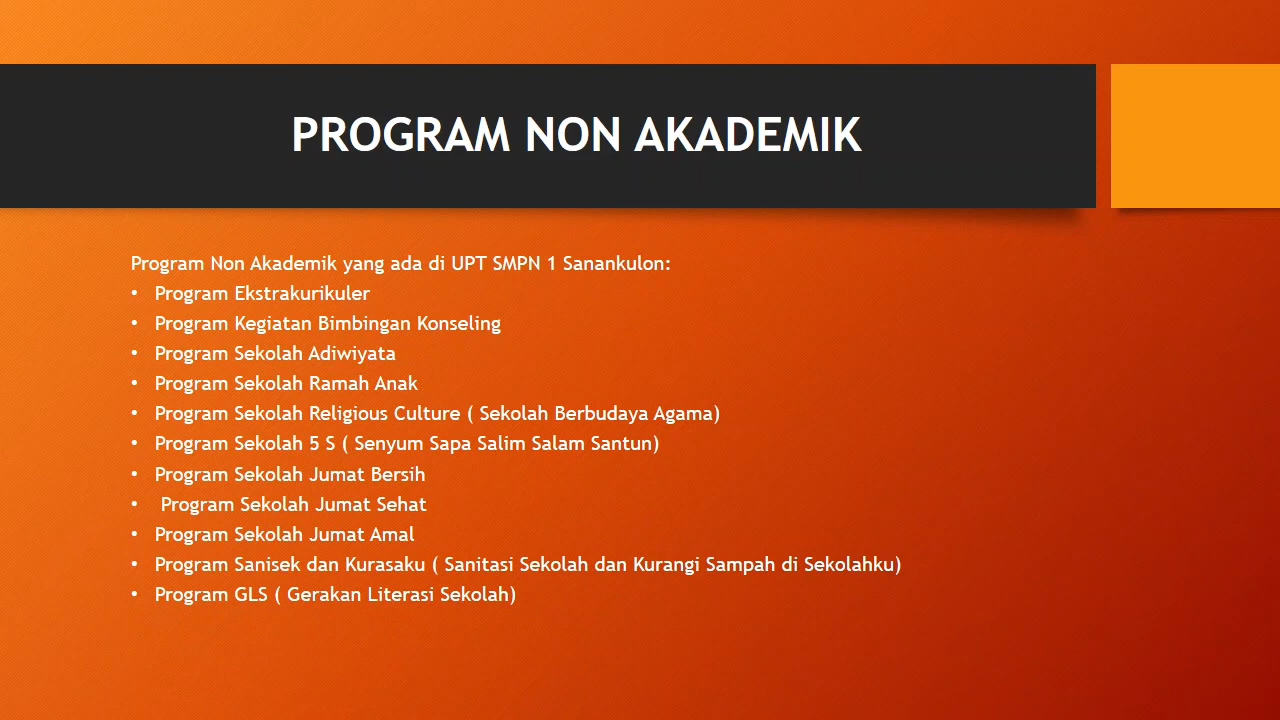 PROGRAM NON AKADEMIK
Program Non Akademik yang ada di UPT SMPN 1 Sanankulon:
• Program Ekstrakurikuler
• Program Kegiatan Bimbingan Konseling
• Program Sekolah Adiwiyata
• Program Sekolah Ramah Anak
• Program Sekolah Religious Culture ( Sekolah Berbudaya Agama)
• Program Sekolah 5 S ( Senyum Sapa Salim Salam Santun)
• Program Sekolah Jumat Bersih
• Program Sekolah Jumat Sehat
• Program Sekolah Jumat Amal
• Program Sanisek dan Kurasaku ( Sanitasi Sekolah dan Kurangi Sampah di Sekolahku)
• Program GLS ( Gerakan Literasi Sekolah)